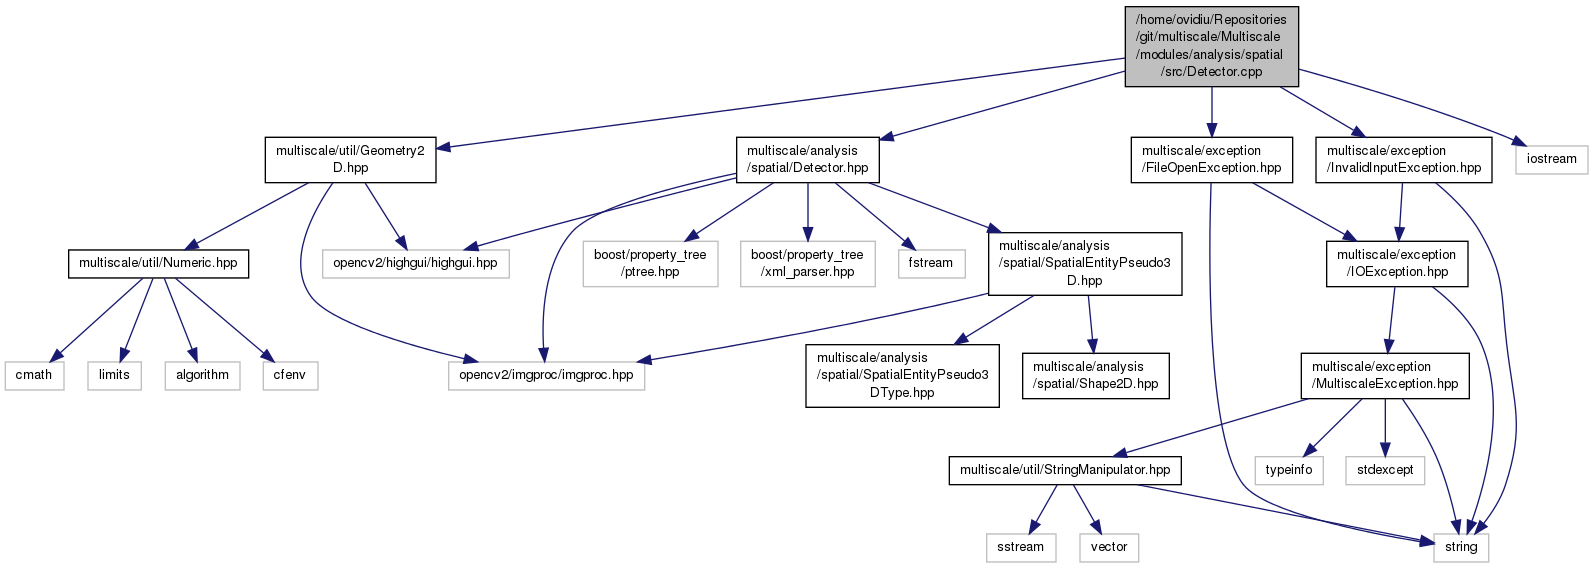 /home/ovidiu/Repositories
/git/multiscale/Multiscale
/modules/analysis/spatial
/src/Detector.cpp
multiscale/util/Geometry2
D.hpp
multiscale/analysis
/spatial/Detector.hpp
multiscale/exception
/FileOpenException.hpp
multiscale/exception
/InvalidInputException.hpp
iostream
multiscale/util/Numeric.hpp
opencv2/highgui/highgui.hpp
boost/property_tree
/ptree.hpp
boost/property_tree
/xml_parser.hpp
fstream
multiscale/analysis
/spatial/SpatialEntityPseudo3
D.hpp
multiscale/exception
/IOException.hpp
cmath
limits
algorithm
cfenv
opencv2/imgproc/imgproc.hpp
multiscale/analysis
/spatial/SpatialEntityPseudo3
DType.hpp
multiscale/analysis
/spatial/Shape2D.hpp
multiscale/exception
/MultiscaleException.hpp
multiscale/util/StringManipulator.hpp
typeinfo
stdexcept
sstream
vector
string